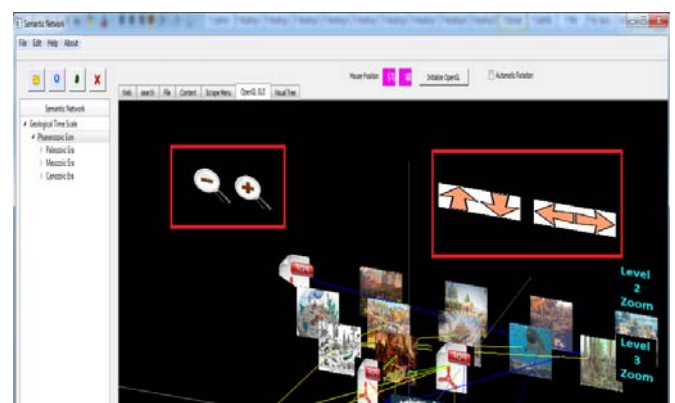 Semantic Network
File Edit Help About
Mouse Position
Initialize OpenGL
Automatic Rotation
Web search File Content Scrape Menu OpenGL GLS Visual Tree
Semantic Network
Geological Time Scale
Phanerozoic Eon
Paleozoic Era
Mesozoic Era
Cenozoic Era
Level
2
Zoom
Level
3
Zoom